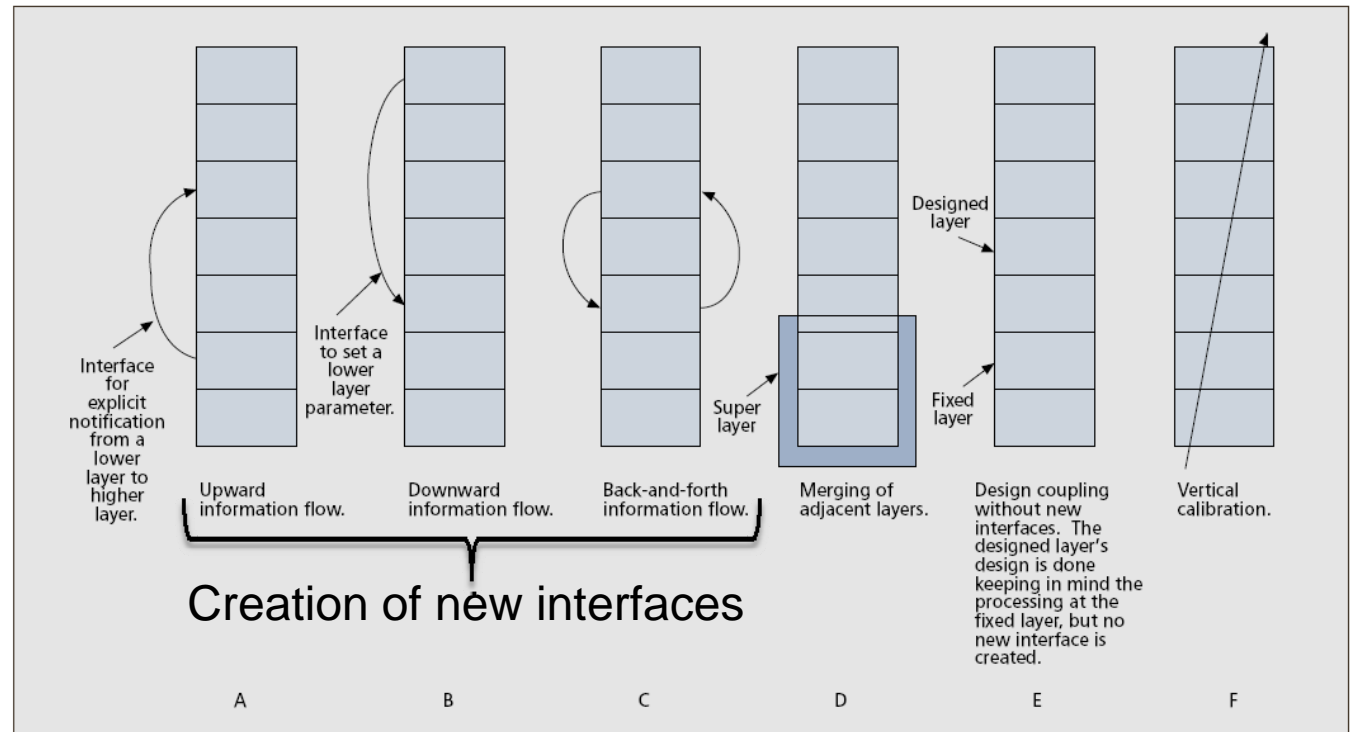 Interface
for
explicit
notification
from a
lower
layer to
higher
layer.
Upward
information flow.
Interface
to set a
lower
layer
parameter.
Downward
information flow.
Back-and-forth
information flow.
Creation of new interfaces
Super
layer
Merging of
adjacent layers.
Designed
layer
Fixed
layer
Design coupling
without new
interfaces. The
designed layer's
design is done
keeping in mind the
processing at the
fixed layer, but no
new interface is
created.
Vertical
calibration.
A
B
C
D
E
F